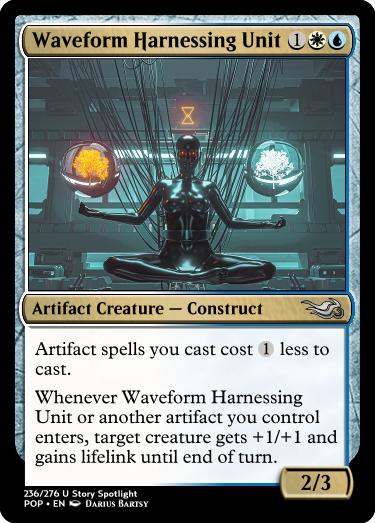 Waveform Harnessing Unit 1
Artifact Creature — Construct
Artifact spells you cast cost 1 less to
cast.
Whenever Waveform Harnessing
Unit or another artifact you control
enters, target creature gets +1/+1 and
gains lifelink until end of turn.
2/3
236/276 U Story Spotlight
POP • EN Darius Bartsy